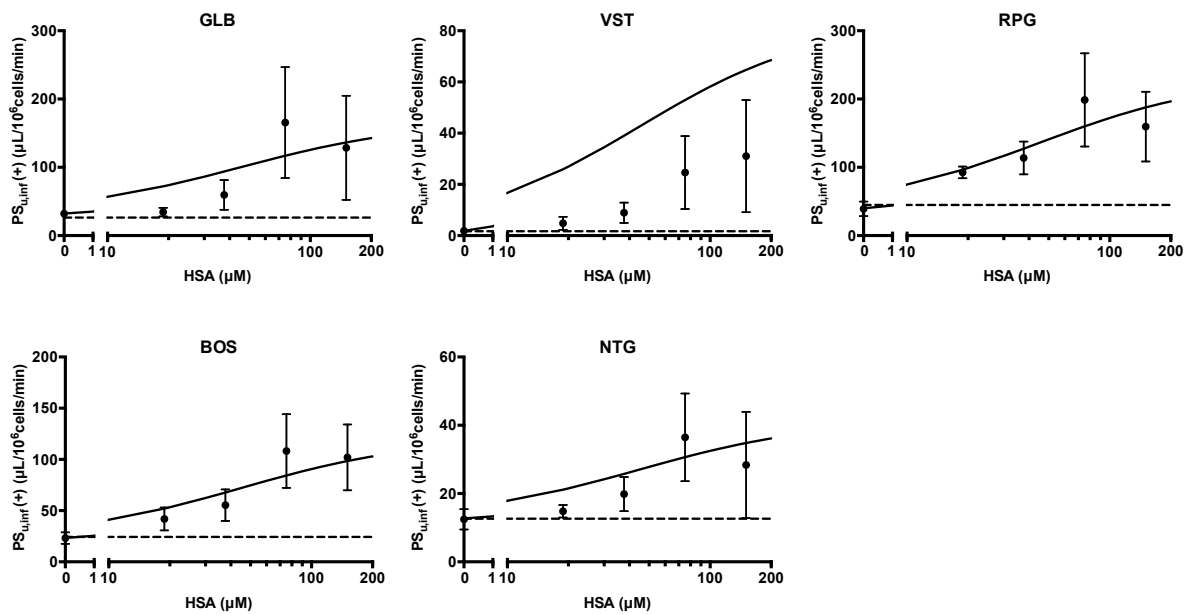 GLB
PSu,inf(+) (µL/10⁶cells/min)
300
200
100
0
0 1 10 100 200
HSA (µM)
VST
PSu,inf(+) (µL/10⁶cells/min)
80
60
40
20
0
0 1 10 100 200
HSA (µM)
RPG
PSu,inf(+) (µL/10⁶cells/min)
300
200
100
0
0 1 10 100 200
HSA (µM)
BOS
PSu,inf(+) (µL/10⁶cells/min)
200
150
100
50
0
0 1 10 100 200
HSA (µM)
NTG
PSu,inf(+) (µL/10⁶cells/min)
60
40
20
0
0 1 10 100 200
HSA (µM)